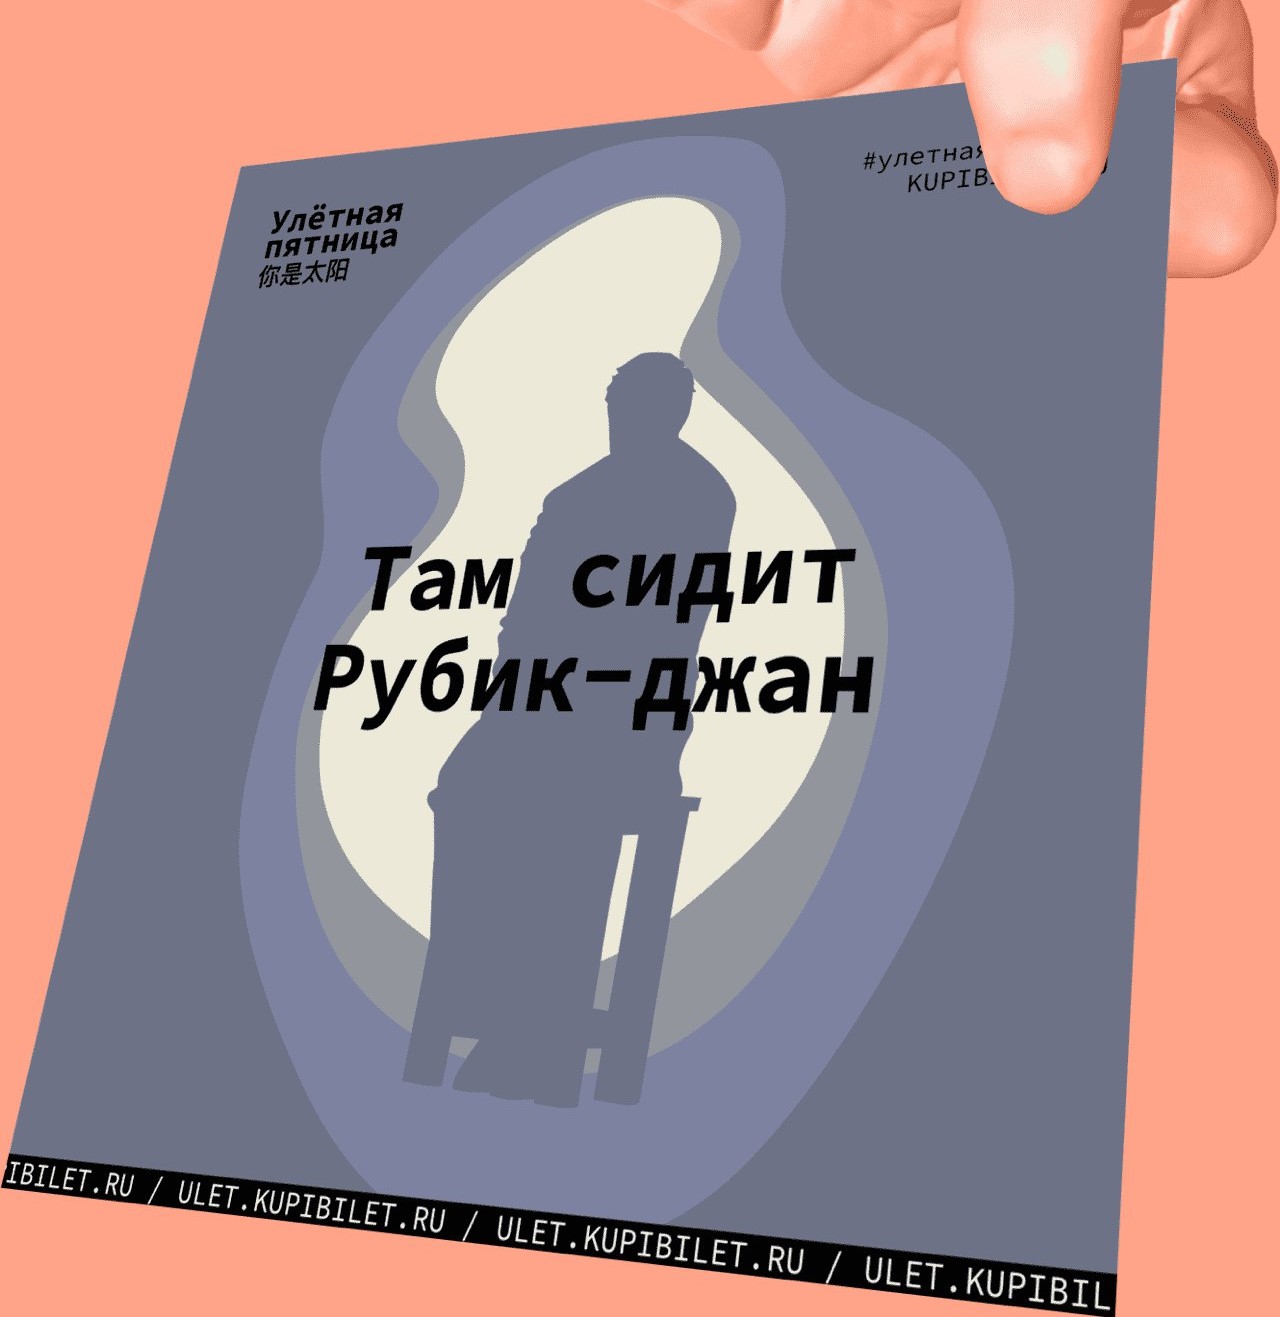 Улётная
пятница
你是太阳
#улетная
KUPIB
Там сидит
Рубик-джан
IBILET.RU / ULET.KUPIBILET.RU / ULET.KUPIBILET.RU / ULET.KUPIBIL